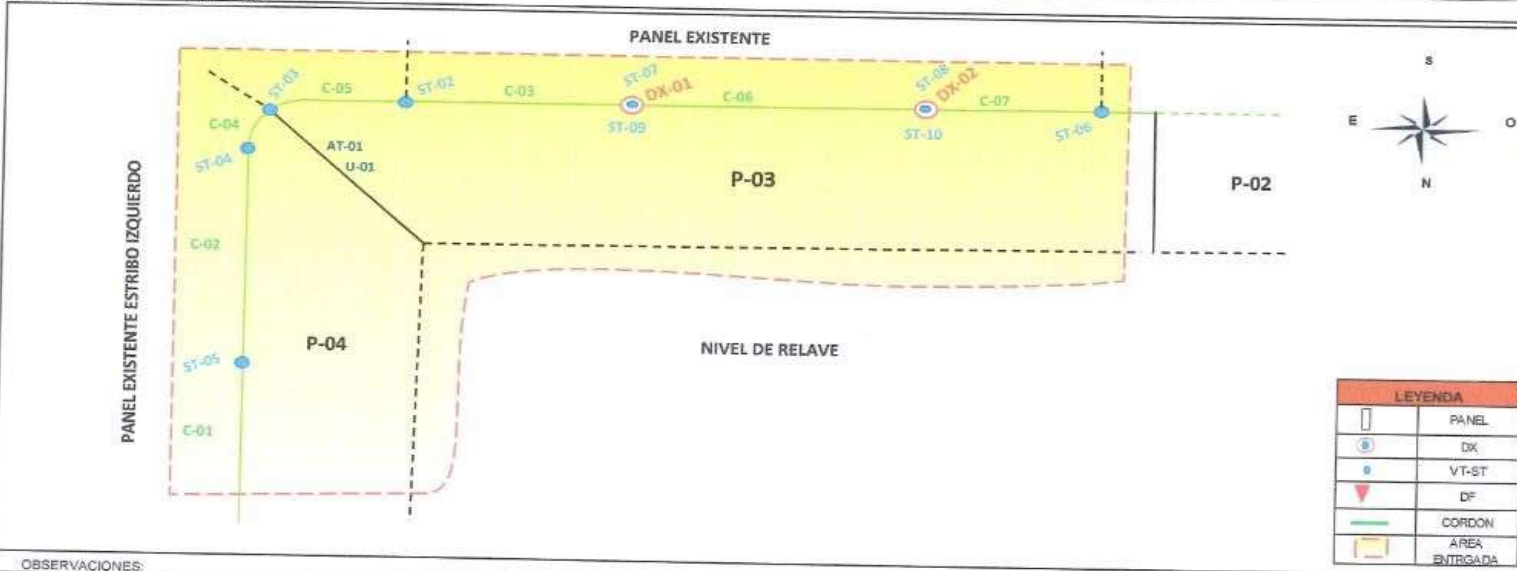 PANEL EXISTENTE
S
E
O
N
ST-03
C-05
ST-02
C-03
ST-07
DX-01
C-06
ST-08
DX-02
C-07
C-04
ST-04
AT-01
U-01
ST-09
ST-10
ST-06
P-03
P-02
C-02
PANEL EXISTENTE ESTRIBO IZQUIERDO
P-04
NIVEL DE RELAVE
ST-05
C-01
LEYENDA
PANEL
DX
VT-ST
DF
CORDON
AREA
ENTRGADA
OBSERVACIONES: